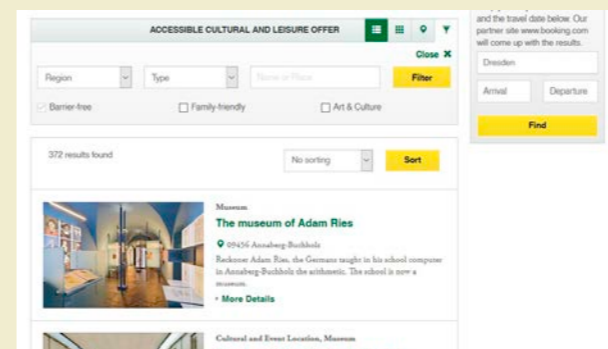 ACCESSIBLE CULTURAL AND LEISURE OFFER
Close ✖
Region
Type
Name or Place
Filter
Barrier-free
Family-friendly
Art & Culture
372 results found
No sorting
Sort
Museum
The museum of Adam Ries
09456 Annaberg-Buchholz
Reckoner Adam Ries, the Germans taught in his school computer
in Annaberg-Buchholz the arithmetic. The school is now a
museum.
More Details
Cultural and Event Location, Museum
and the travel date below. Our
partner site www.booking.com
will come up with the results.
Dresden
Arrival
Departure
Find